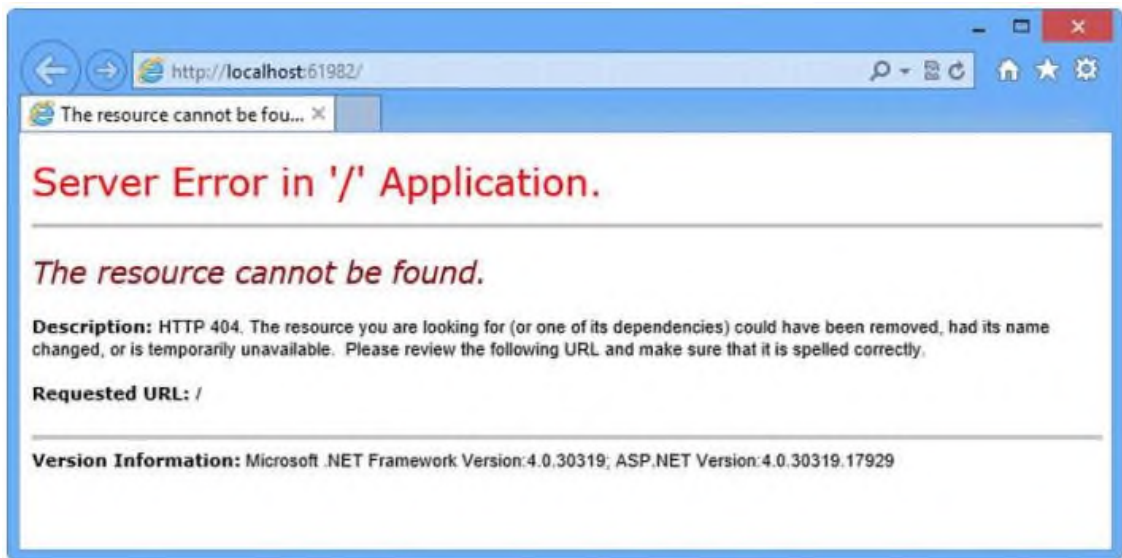 http://localhost:61982/
The resource cannot be fou...
Server Error in '/' Application.
The resource cannot be found.
Description: HTTP 404. The resource you are looking for (or one of its dependencies) could have been removed, had its name
changed, or is temporarily unavailable.  Please review the following URL and make sure that it is spelled correctly.
Requested URL: /
Version Information: Microsoft .NET Framework Version:4.0.30319; ASP.NET Version:4.0.30319.17929